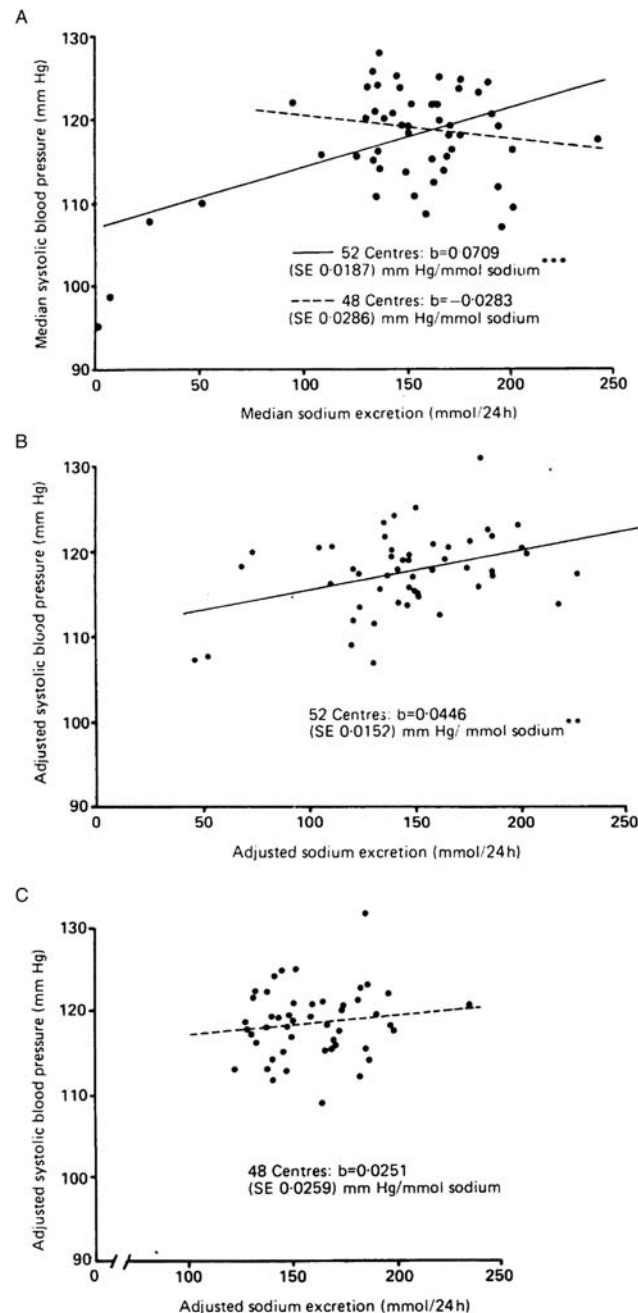 A
130
120
110
100
90
Median systolic blood pressure (mm Hg)
52 Centres: b=0·0709
(SE 0·0187) mm Hg/mmol sodium •••
48 Centres: b=−0·0283
(SE 0·0286) mm Hg/mmol sodium
0 50 100 150 200 250
Median sodium excretion (mmol/24h)
B
130
120
110
100
90
Adjusted systolic blood pressure (mm Hg)
52 Centres: b=0·0446
(SE 0·0152) mm Hg/ mmol sodium ••
0 50 100 150 200 250
Adjusted sodium excretion (mmol/24h)
C
130
120
110
100
90
Adjusted systolic blood pressure (mm Hg)
48 Centres: b=0·0251
(SE 0·0259) mm Hg/mmol sodium
0 100 150 200 250
Adjusted sodium excretion (mmol/24h)